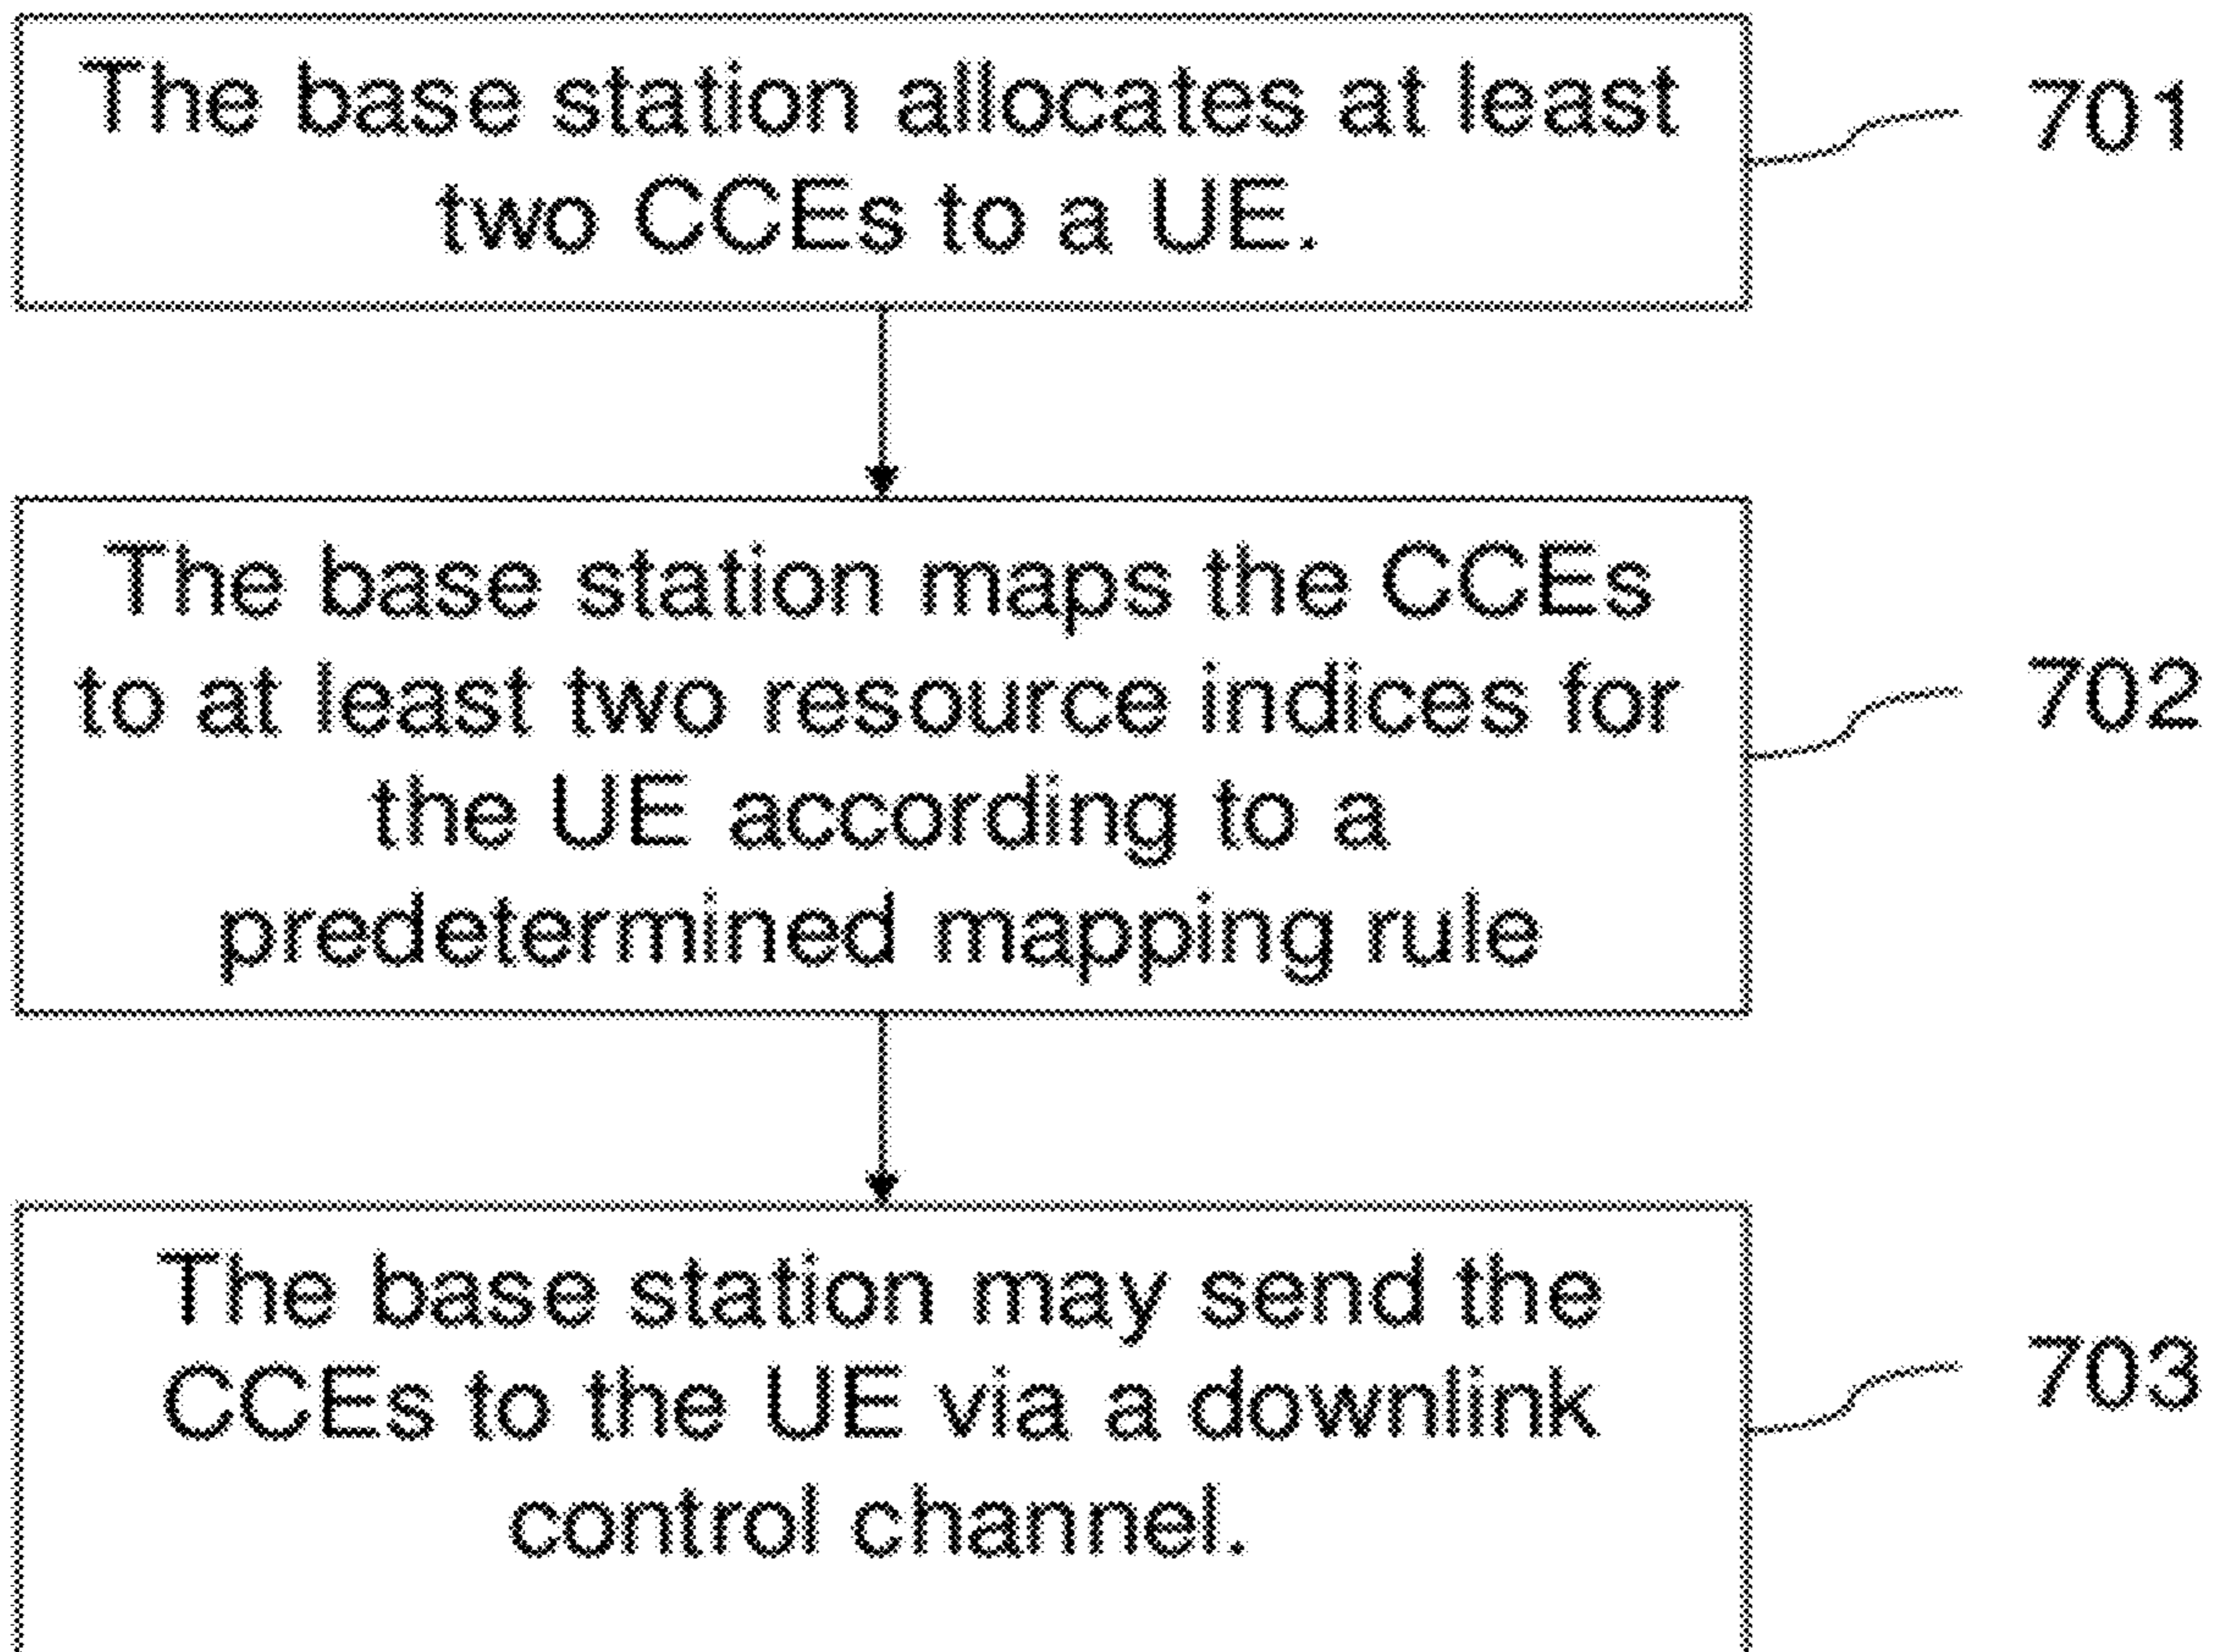 The base station allocates at least
two CCEs to a UE.
701
The base station maps the CCEs
to at least two resource indices for
the UE according to a
predetermined mapping rule
702
The base station may send the
CCEs to the UE via a downlink
control channel.
703